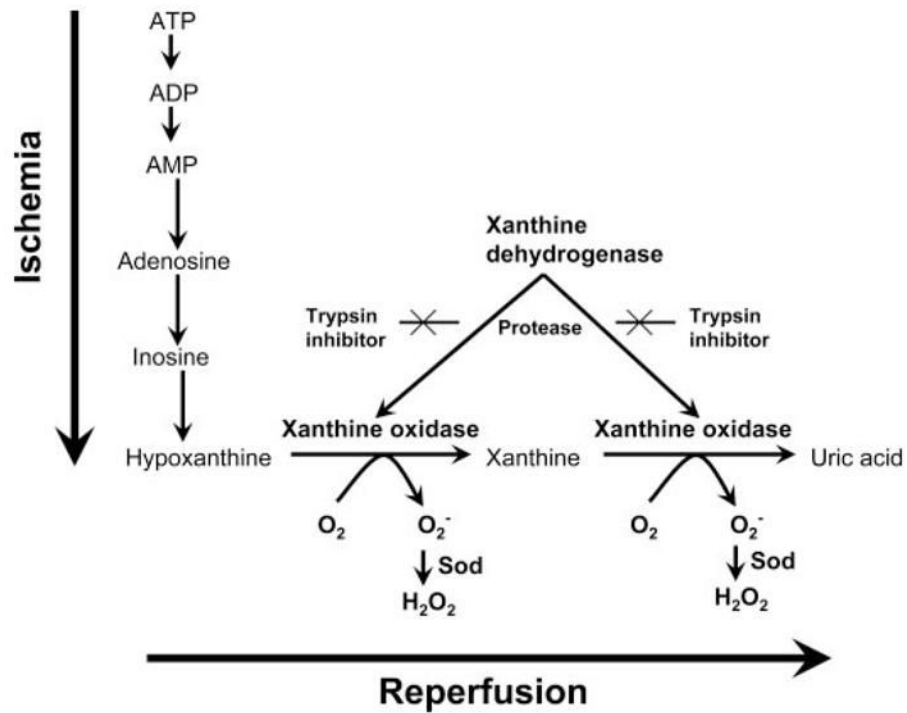 ATP
ADP
AMP
Ischemia
Adenosine
Inosine
Hypoxanthine
Xanthine
dehydrogenase
Trypsin
inhibitor
Protease
Trypsin
inhibitor
Xanthine oxidase
Xanthine
Xanthine oxidase
Uric acid
O₂
O₂⁻
Sod
H₂O₂
O₂
O₂⁻
Sod
H₂O₂
Reperfusion